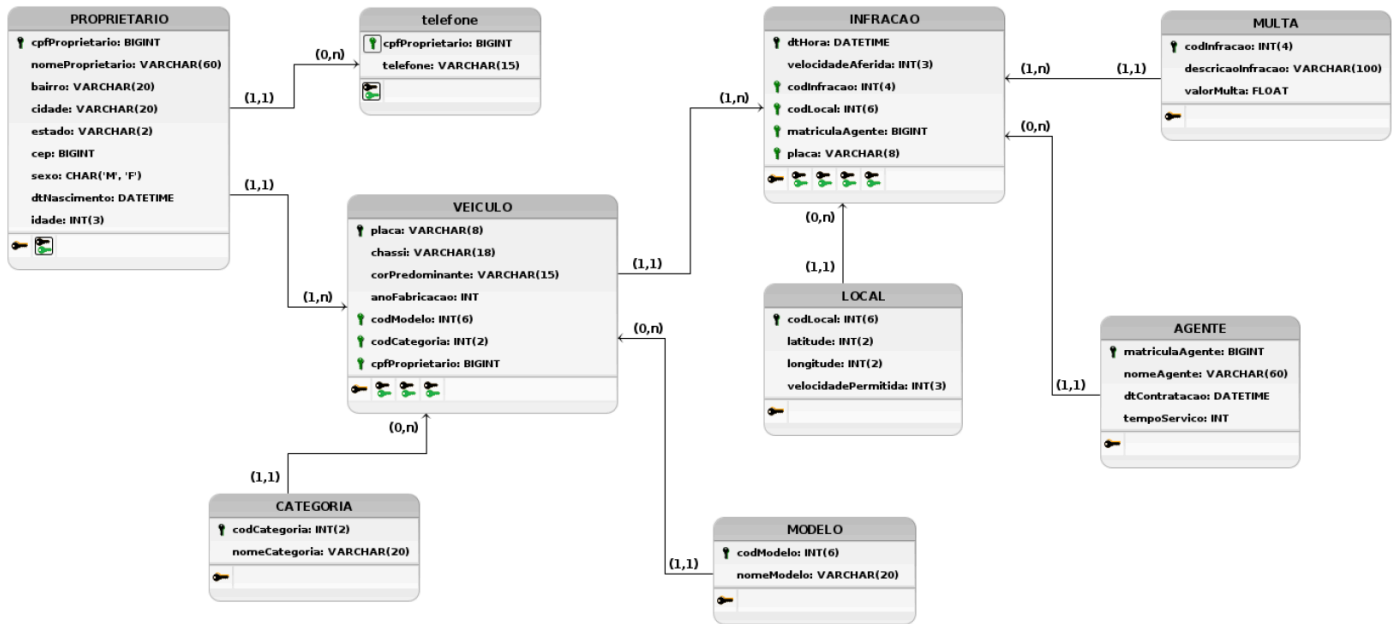 PROPRIETARIO
cpfProprietario: BIGINT
nomeProprietario: VARCHAR(60)
bairro: VARCHAR(20)
cidade: VARCHAR(20)
estado: VARCHAR(2)
cep: BIGINT
sexo: CHAR('M', 'F')
dtNascimento: DATETIME
idade: INT(3)
(1,1)
(0,n)
(1,1)
(1,n)
telefone
cpfProprietario: BIGINT
telefone: VARCHAR(15)
VEICULO
placa: VARCHAR(8)
chassi: VARCHAR(18)
corPredominante: VARCHAR(15)
anoFabricacao: INT
codModelo: INT(6)
codCategoria: INT(2)
cpfProprietario: BIGINT
(1,1)
(1,n)
(0,n)
(0,n)
(1,1)
CATEGORIA
codCategoria: INT(2)
nomeCategoria: VARCHAR(20)
INFRACAO
dtHora: DATETIME
velocidadeAferida: INT(3)
codInfracao: INT(4)
codLocal: INT(6)
matriculaAgente: BIGINT
placa: VARCHAR(8)
(1,n)
(1,1)
(0,n)
(0,n)
(1,1)
MULTA
codInfracao: INT(4)
descricaoInfracao: VARCHAR(100)
valorMulta: FLOAT
LOCAL
codLocal: INT(6)
latitude: INT(2)
longitude: INT(2)
velocidadePermitida: INT(3)
AGENTE
matriculaAgente: BIGINT
nomeAgente: VARCHAR(60)
dtContratacao: DATETIME
tempoServico: INT
(1,1)
MODELO
codModelo: INT(6)
nomeModelo: VARCHAR(20)
(1,1)